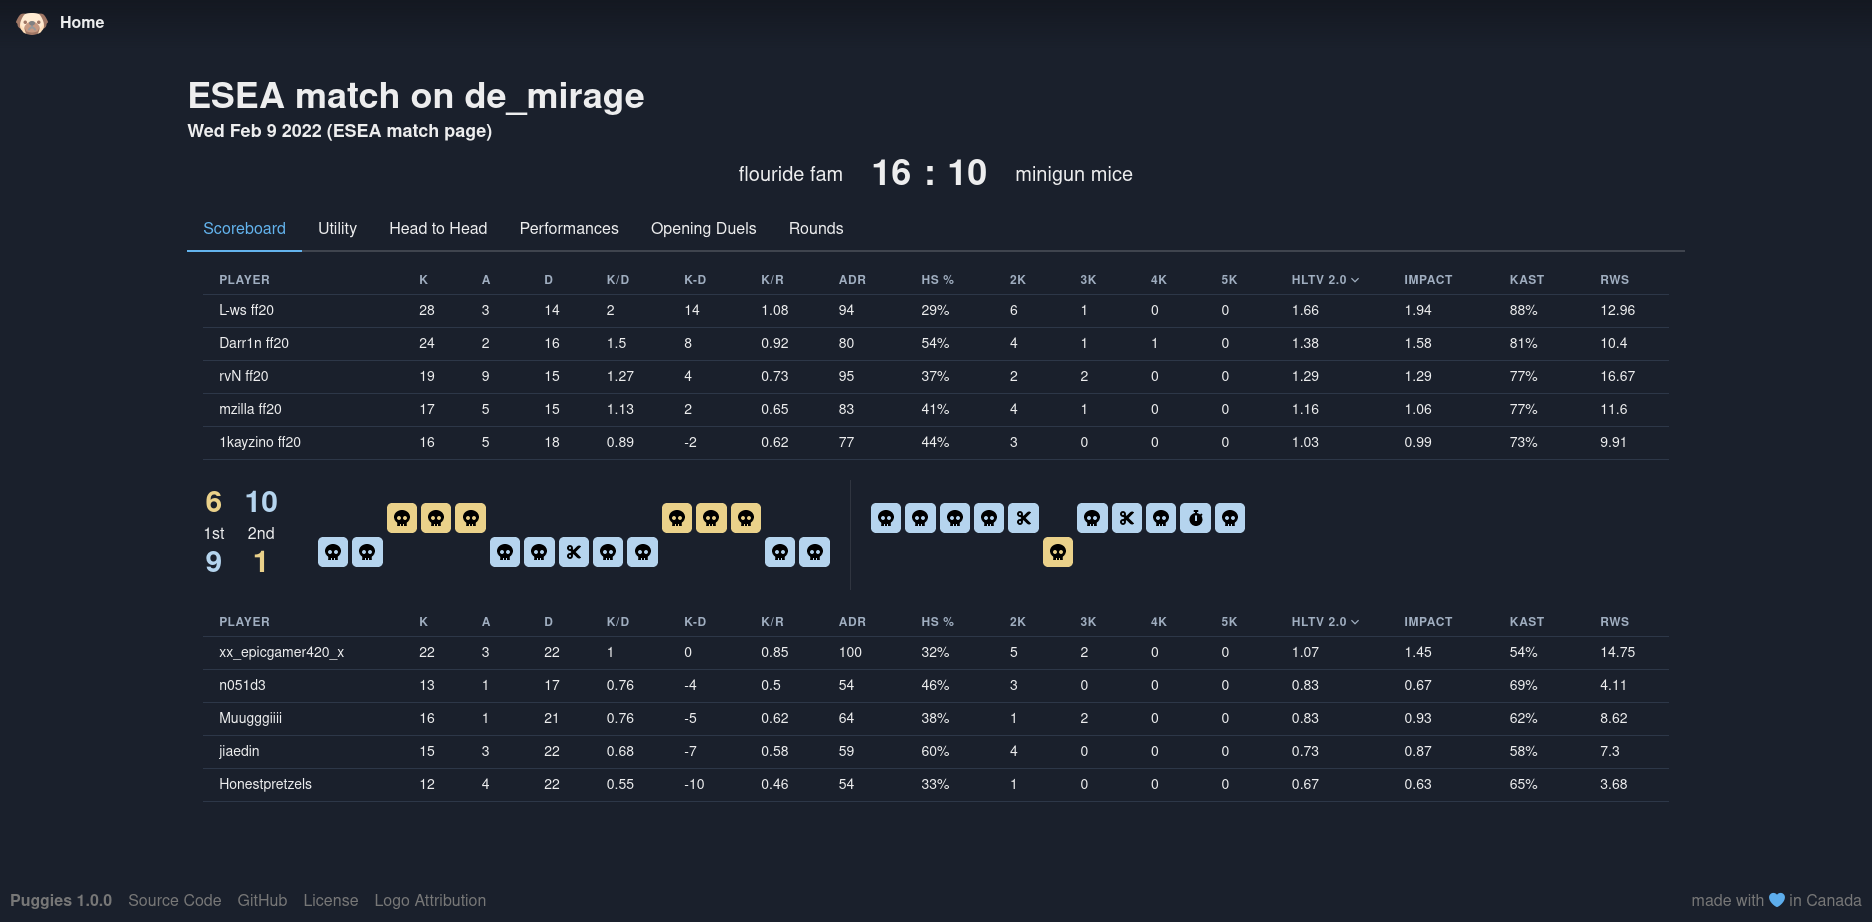 Home
ESEA match on de_mirage
Wed Feb 9 2022 (ESEA match page)
flouride fam 16 : 10 minigun mice
Scoreboard Utility Head to Head Performances Opening Duels Rounds
PLAYER K A D K/D K-D K/R ADR HS % 2K 3K 4K 5K HLTV 2.0 IMPACT KAST RWS
L-ws ff20 28 3 14 2 14 1.08 94 29% 6 1 0 0 1.66 1.94 88% 12.96
Darr1n ff20 24 2 16 1.5 8 0.92 80 54% 4 1 1 0 1.38 1.58 81% 10.4
rvN ff20 19 9 15 1.27 4 0.73 95 37% 2 2 0 0 1.29 1.29 77% 16.67
mzilla ff20 17 5 15 1.13 2 0.65 83 41% 4 1 0 0 1.16 1.06 77% 11.6
1kayzino ff20 16 5 18 0.89 -2 0.62 77 44% 3 0 0 0 1.03 0.99 73% 9.91
6 10
1st 2nd
9 1
PLAYER K A D K/D K-D K/R ADR HS % 2K 3K 4K 5K HLTV 2.0 IMPACT KAST RWS
xx_epicgamer420_x 22 3 22 1 0 0.85 100 32% 5 2 0 0 1.07 1.45 54% 14.75
n051d3 13 1 17 0.76 -4 0.5 54 46% 3 0 0 0 0.83 0.67 69% 4.11
Muugggiiii 16 1 21 0.76 -5 0.62 64 38% 1 2 0 0 0.83 0.93 62% 8.62
jiaedin 15 3 22 0.68 -7 0.58 59 60% 4 0 0 0 0.73 0.87 58% 7.3
Honestpretzels 12 4 22 0.55 -10 0.46 54 33% 1 0 0 0 0.67 0.63 65% 3.68
Puggies 1.0.0 Source Code GitHub License Logo Attribution made with 💙 in Canada